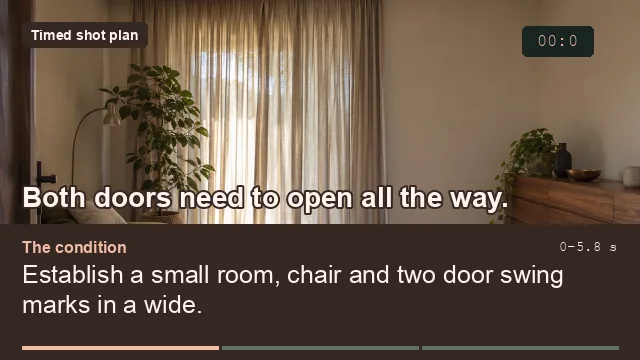 Timed shot plan
00:0
Both doors need to open all the way.
The condition
0–5.8 s
Establish a small room, chair and two door swing
marks in a wide.